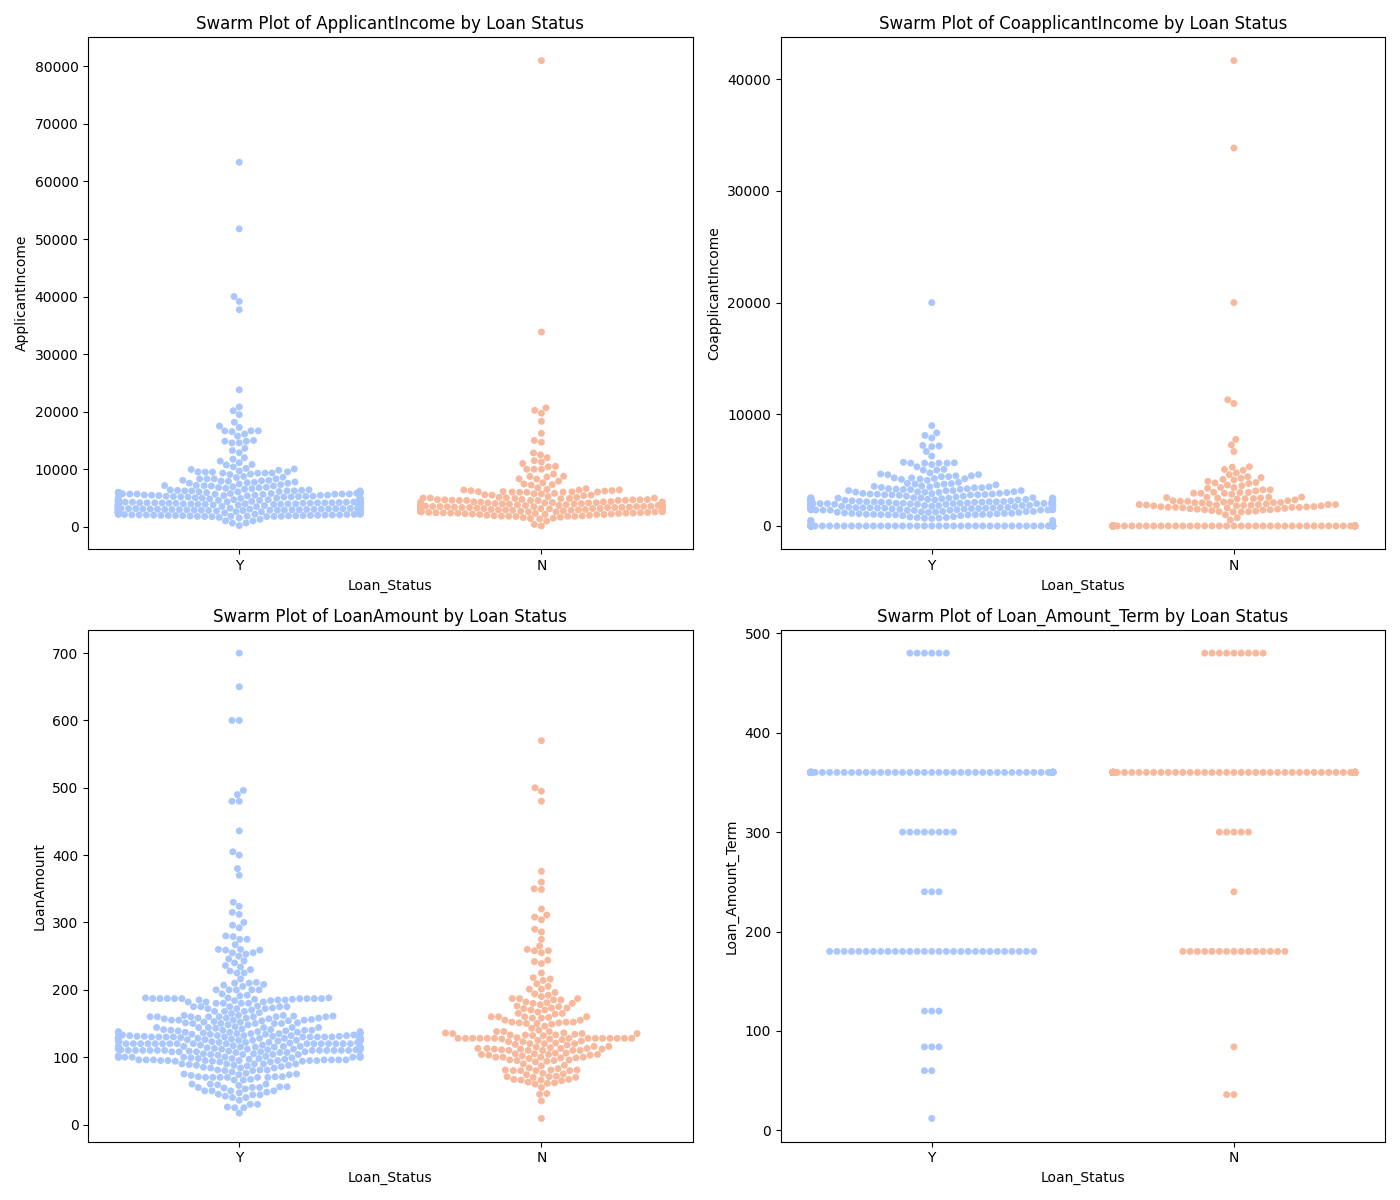 Swarm Plot of ApplicantIncome by Loan Status
80000
70000
60000
50000
40000
30000
20000
10000
0
ApplicantIncome
Y
N
Loan_Status
Swarm Plot of CoapplicantIncome by Loan Status
40000
30000
20000
10000
0
CoapplicantIncome
Y
N
Loan_Status
Swarm Plot of LoanAmount by Loan Status
700
600
500
400
300
200
100
0
LoanAmount
Y
N
Loan_Status
Swarm Plot of Loan_Amount_Term by Loan Status
500
400
300
200
100
0
Loan_Amount_Term
Y
N
Loan_Status